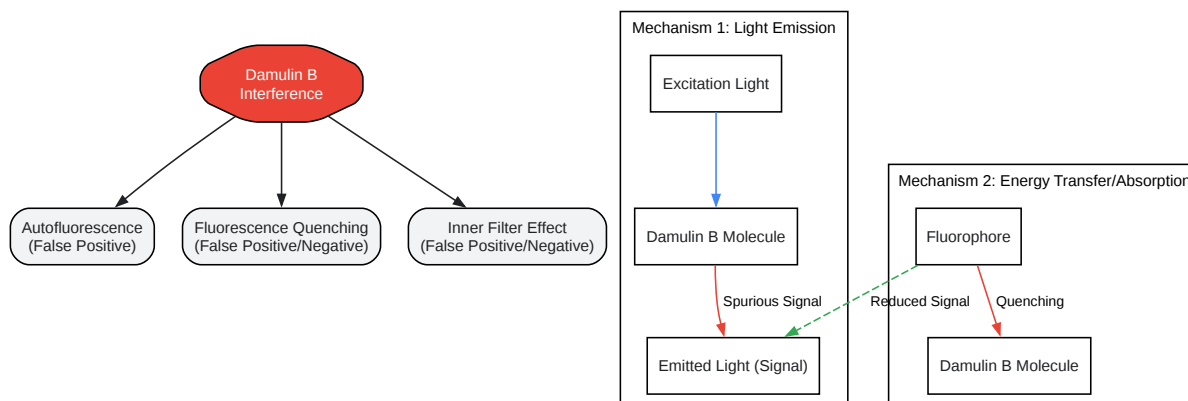 Damulin B
Interference
Autofluorescence
(False Positive)
Fluorescence Quenching
(False Positive/Negative)
Inner Filter Effect
(False Positive/Negative)
Mechanism 1: Light Emission
Excitation Light
Damulin B Molecule
Spurious Signal
Emitted Light (Signal)
Mechanism 2: Energy Transfer/Absorption
Fluorophore
Reduced Signal
Quenching
Damulin B Molecule